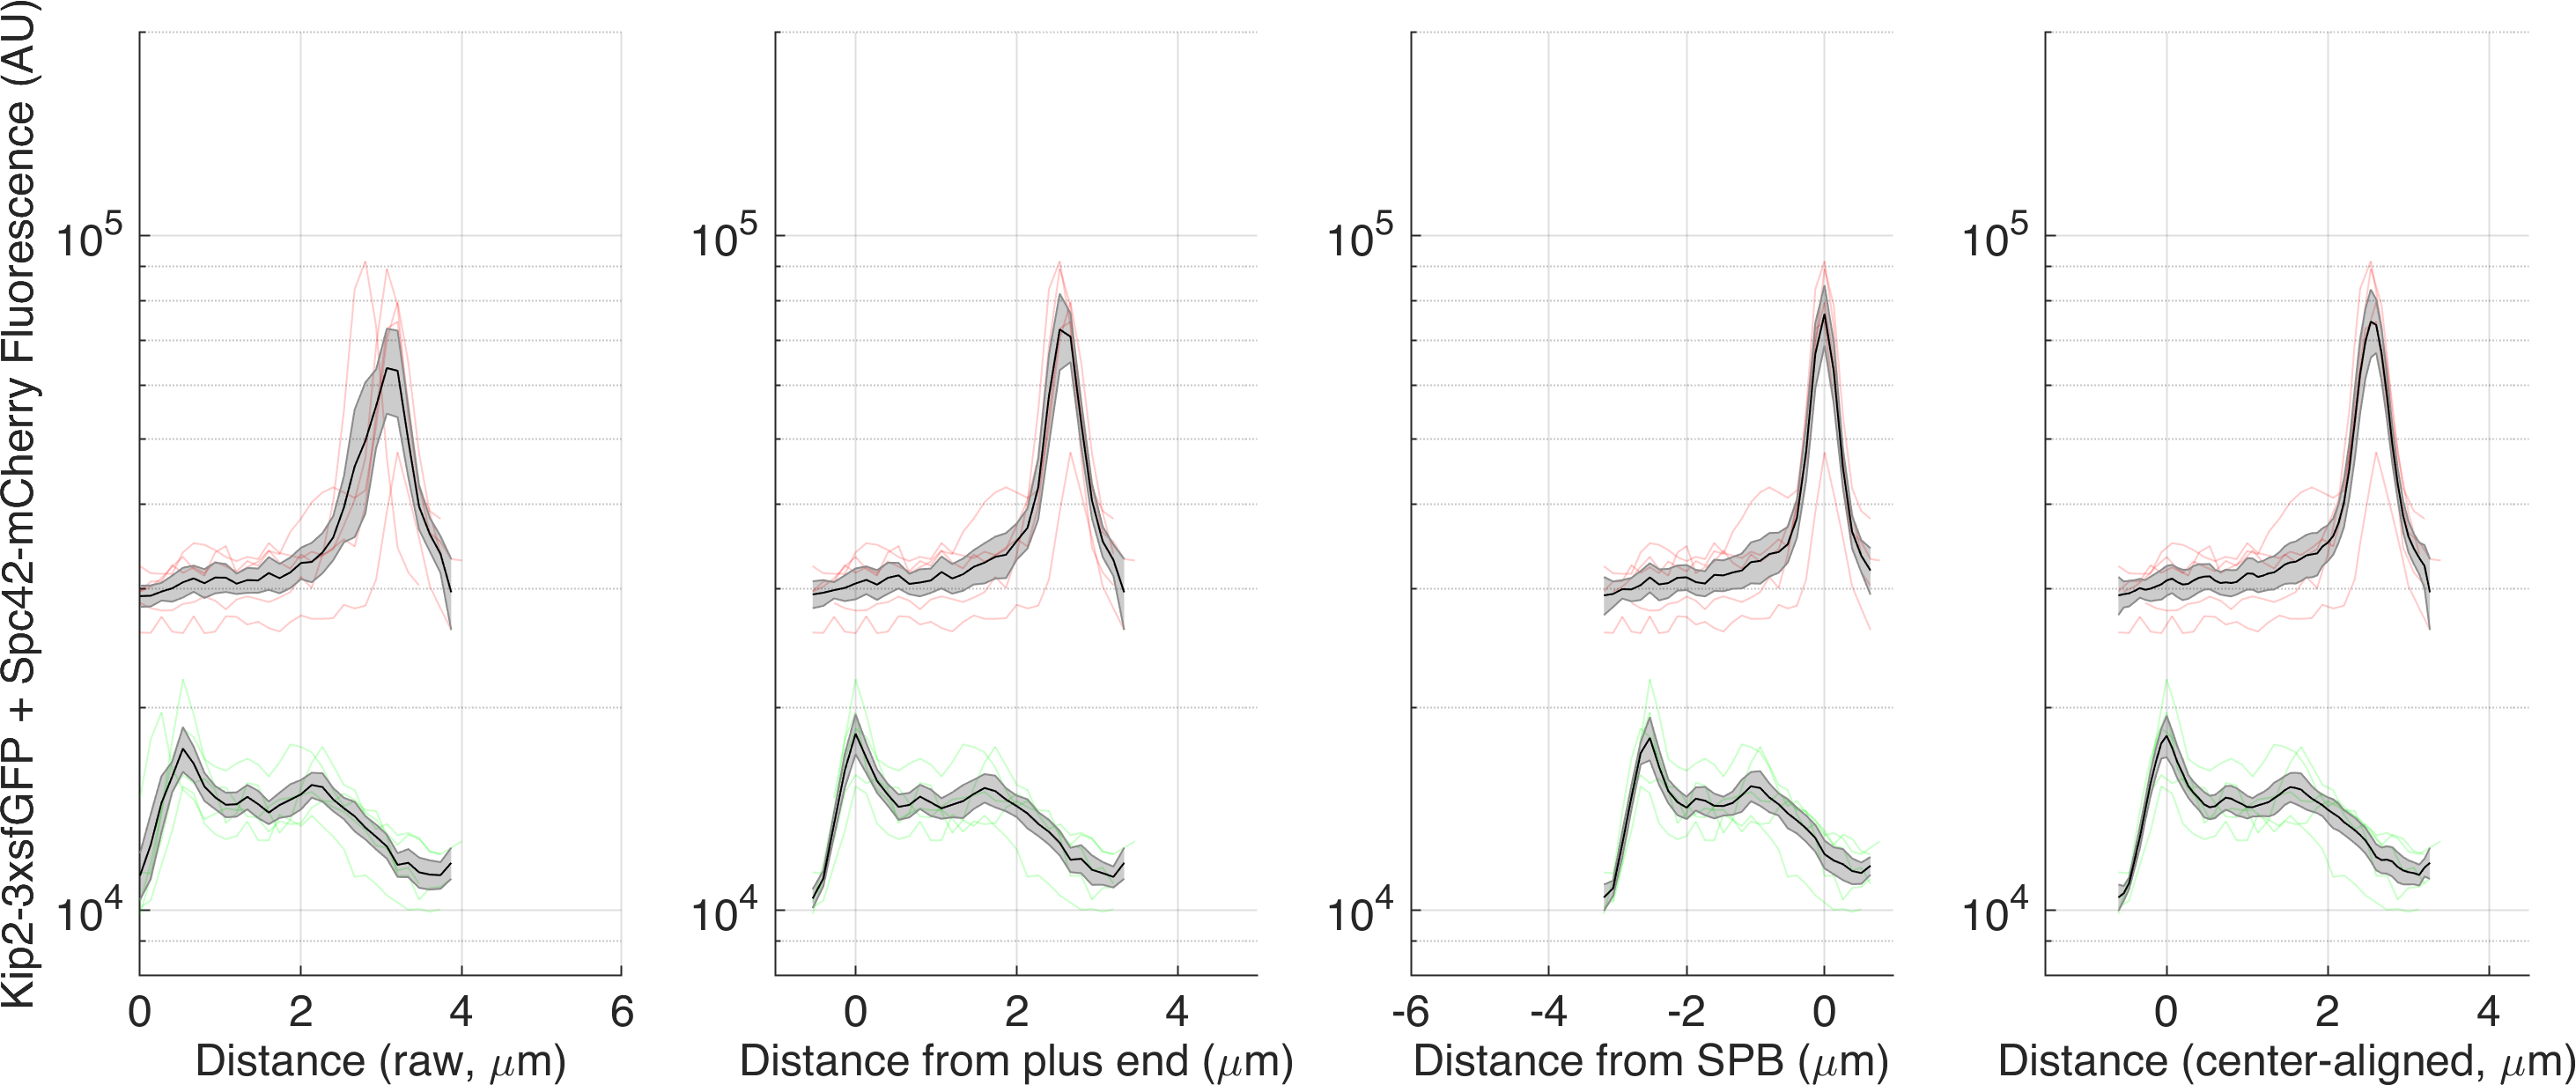 Kip2-3xsfGFP + Spc42-mCherry Fluorescence (AU)
10^5
10^4
0 2 4 6
Distance (raw, μm)
10^5
10^4
0 2 4
Distance from plus end (μm)
10^5
10^4
-6 -4 -2 0
Distance from SPB (μm)
10^5
10^4
0 2 4
Distance (center-aligned, μm)